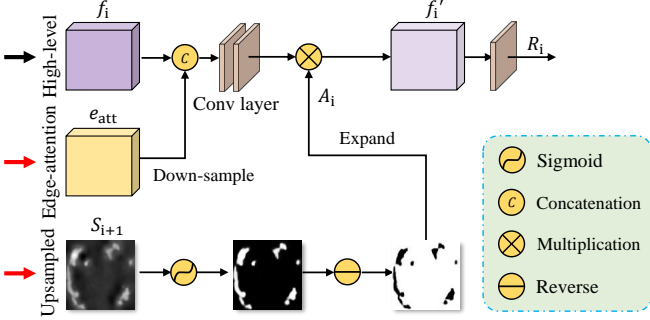 High-level
f_i
C
Conv layer
A_i
f_i′
R_i
Edge-attention
e_att
Down-sample
Expand
Upsampled
S_i+1
Sigmoid
C
Concatenation
Multiplication
Reverse